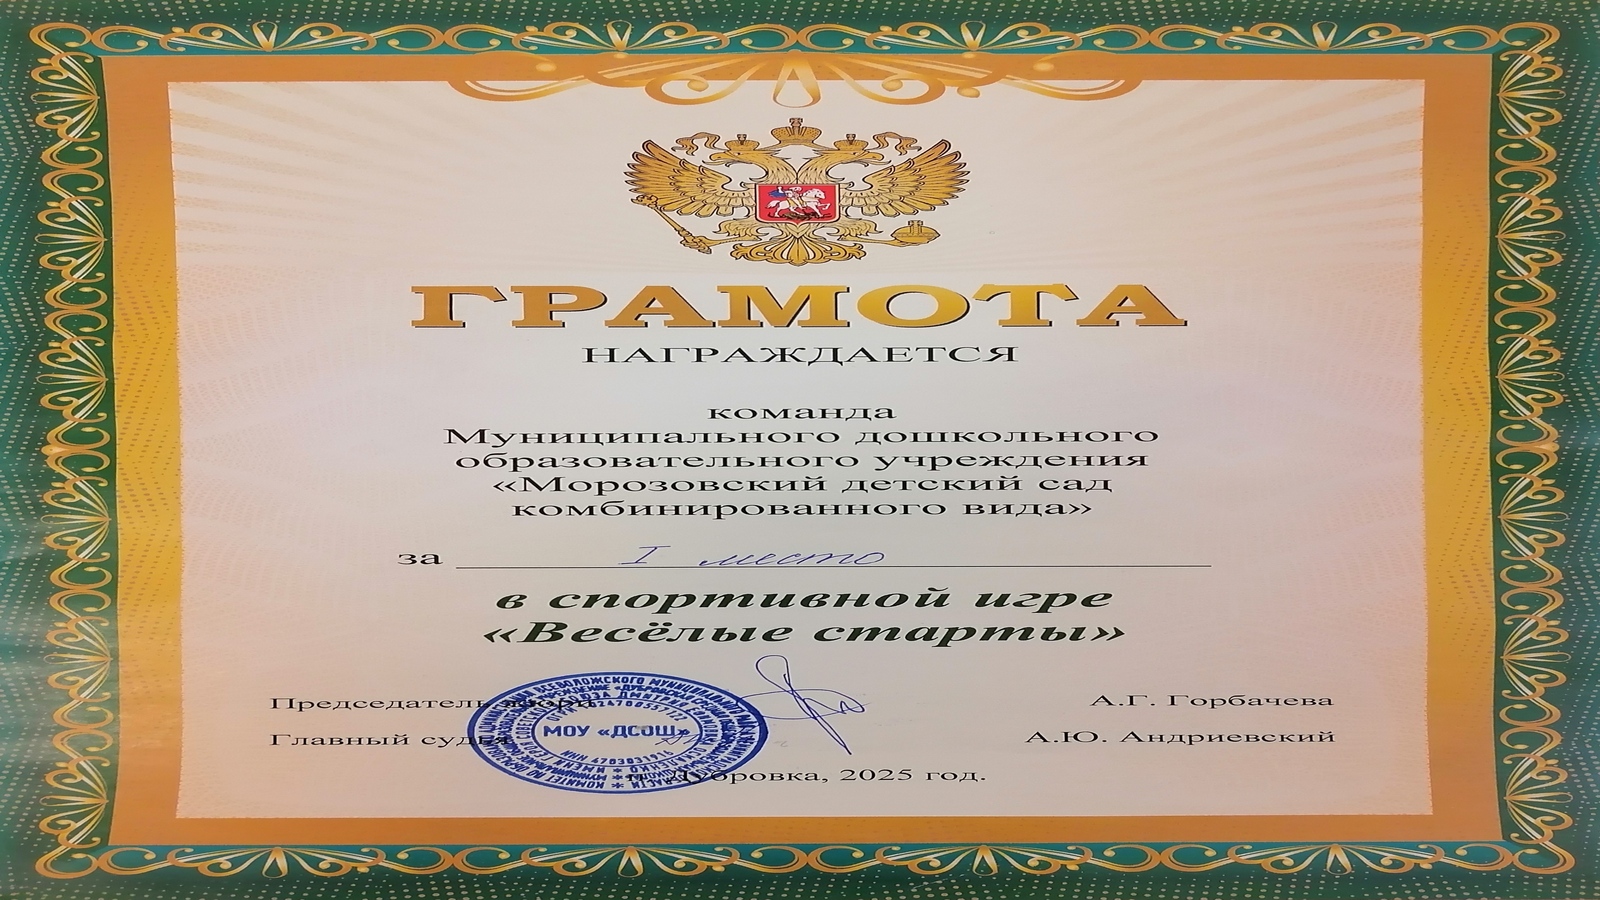 ГРАМОТА
НАГРАЖДАЕТСЯ
команда
Муниципального дошкольного
образовательного учреждения
«Морозовский детский сад
комбинированного вида»
за I место
в спортивной игре
«Весёлые старты»
Председатель жюри А.Г. Горбачева
Главный судья А.Ю. Андриевский
МОУ «ДСОШ»
п. Дубровка, 2025 год.